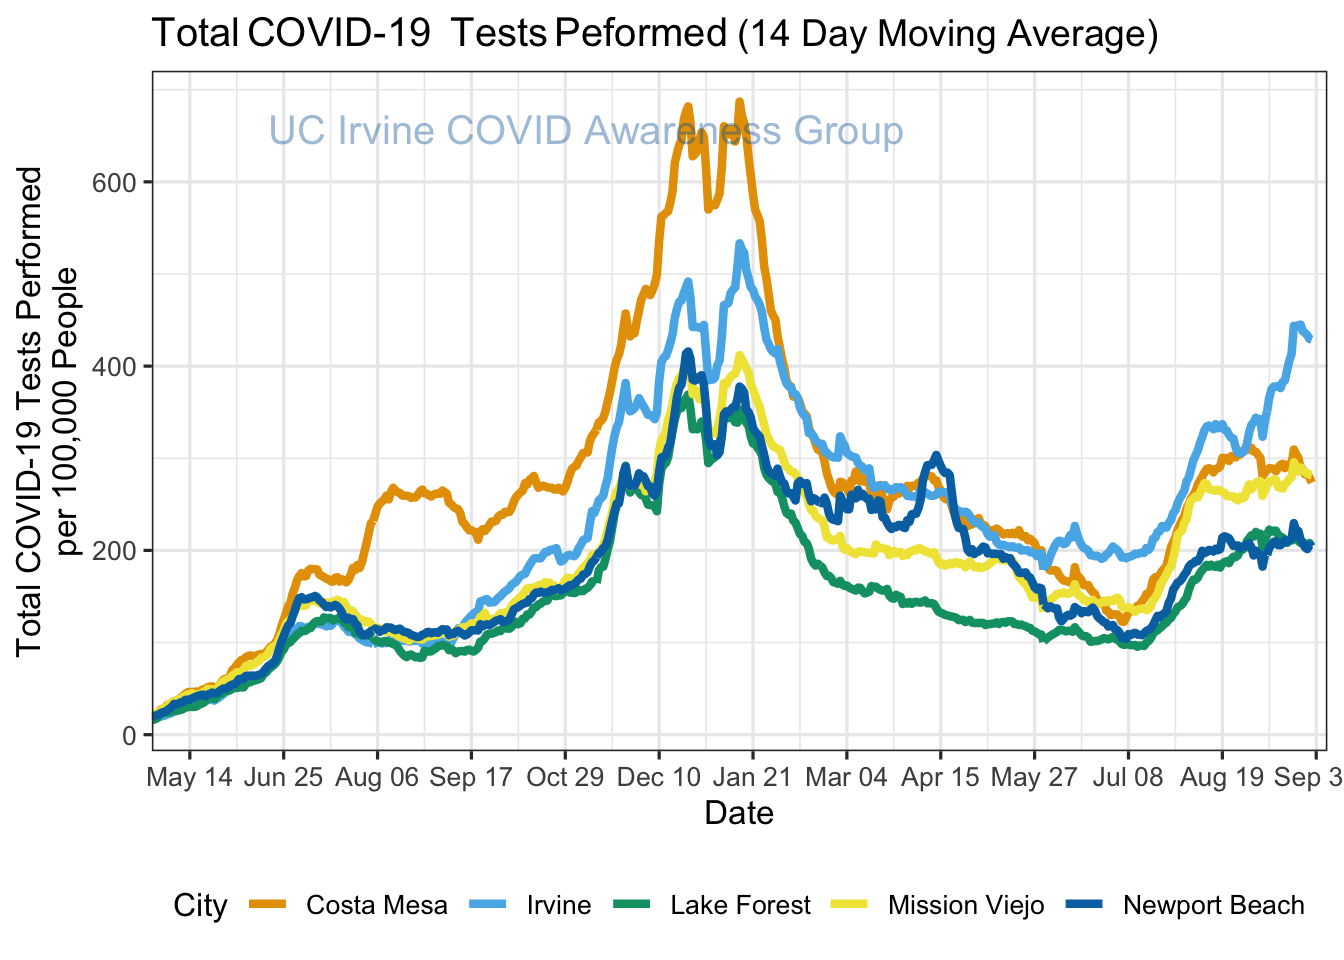 Total COVID-19 Tests Peformed (14 Day Moving Average)
UC Irvine COVID Awareness Group
Total COVID-19 Tests Performed
per 100,000 People
600
400
200
0
May 14 Jun 25 Aug 06 Sep 17 Oct 29 Dec 10 Jan 21 Mar 04 Apr 15 May 27 Jul 08 Aug 19 Sep 3
Date
City Costa Mesa Irvine Lake Forest Mission Viejo Newport Beach